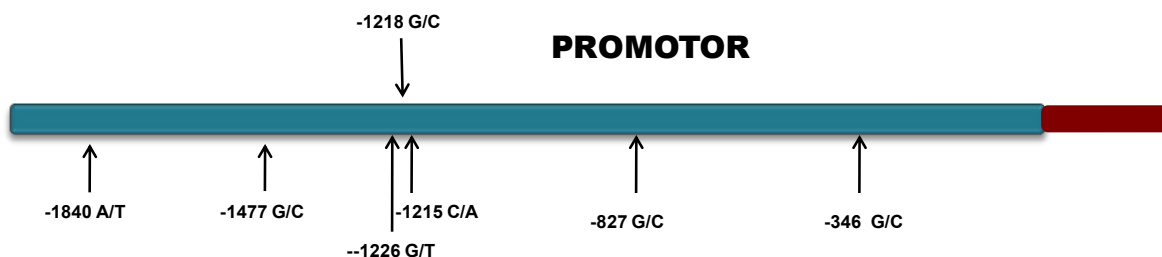 -1218 G/C
PROMOTOR
-1840 A/T
-1477 G/C
-1215 C/A
-827 G/C
-346  G/C
--1226 G/T